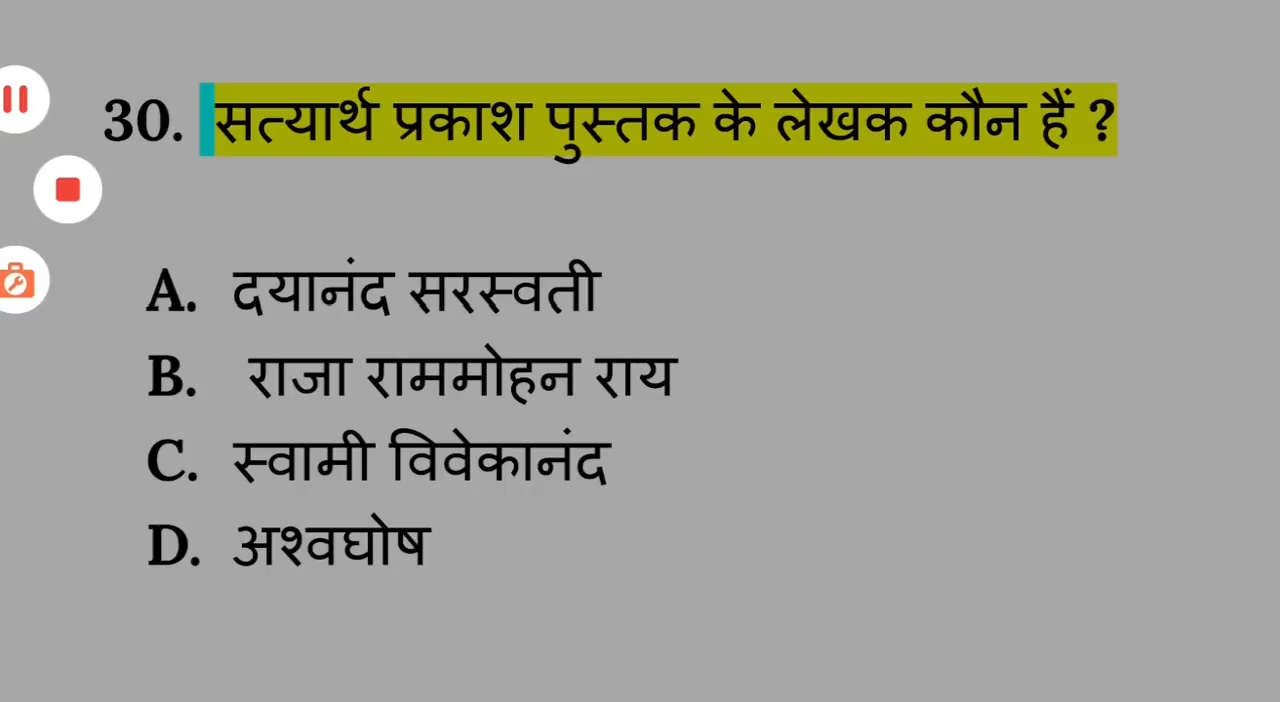 30. सत्यार्थ प्रकाश पुस्तक के लेखक कौन हैं ?
A. दयानंद सरस्वती
B. राजा राममोहन राय
C. स्वामी विवेकानंद
D. अश्वघोष